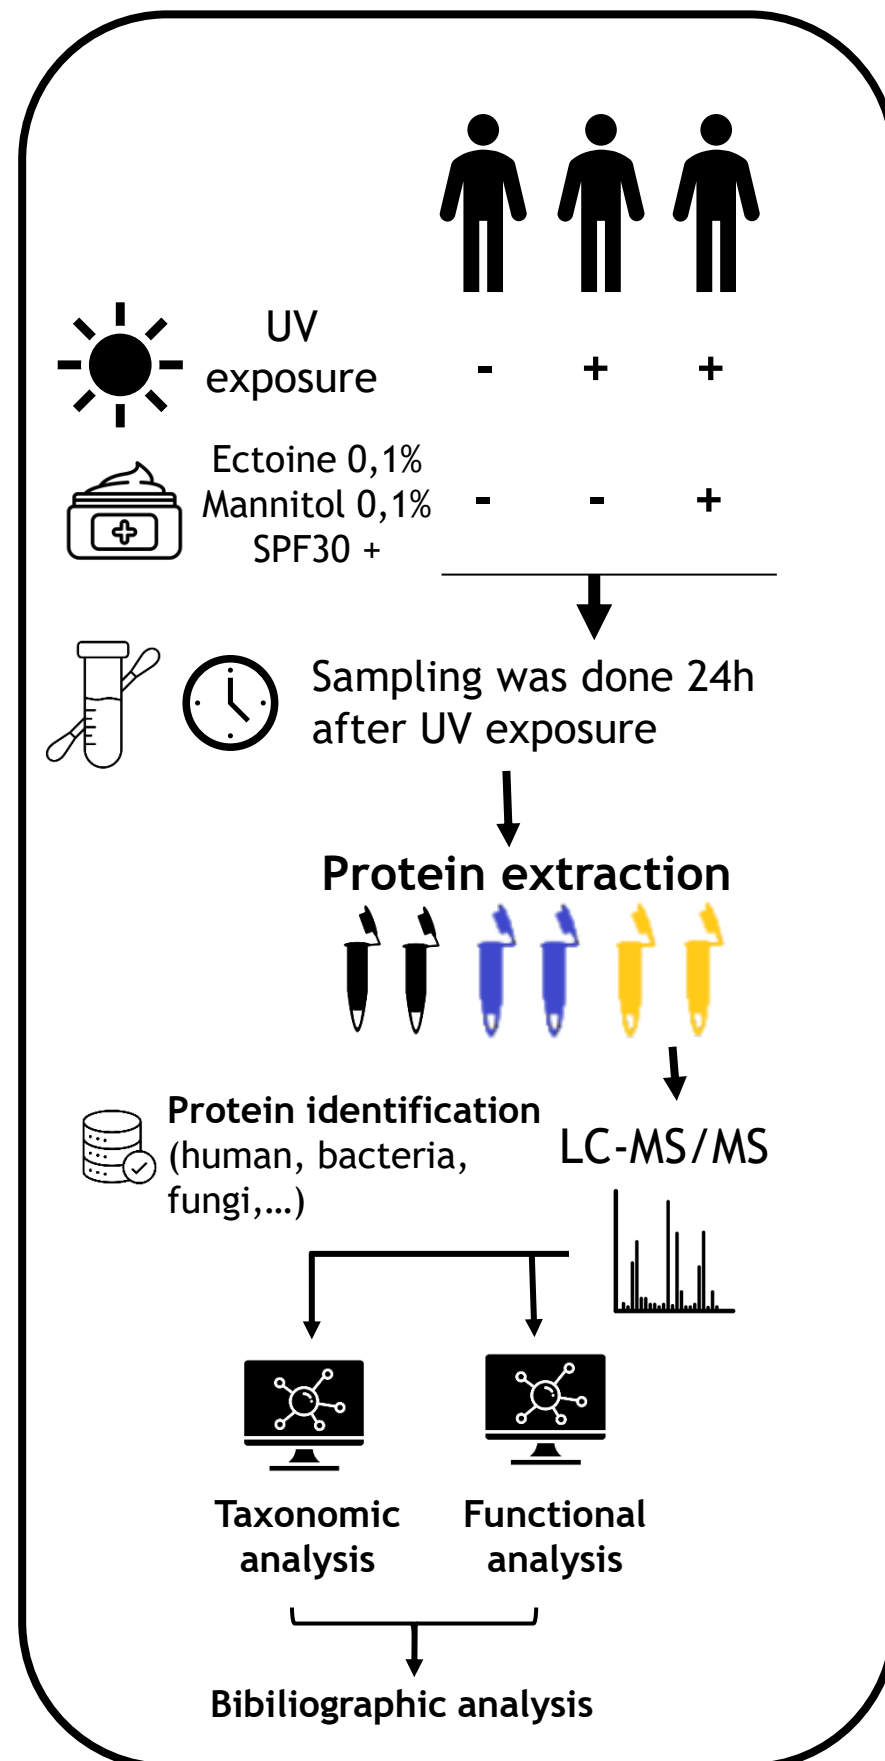 UV
exposure
- + +
Ectoine 0,1%
Mannitol 0,1%
SPF30 +
- - +
Sampling was done 24h
after UV exposure
Protein extraction
Protein identification
(human, bacteria,
fungi,...)
LC-MS/MS
Taxonomic
analysis
Functional
analysis
Bibiliographic analysis